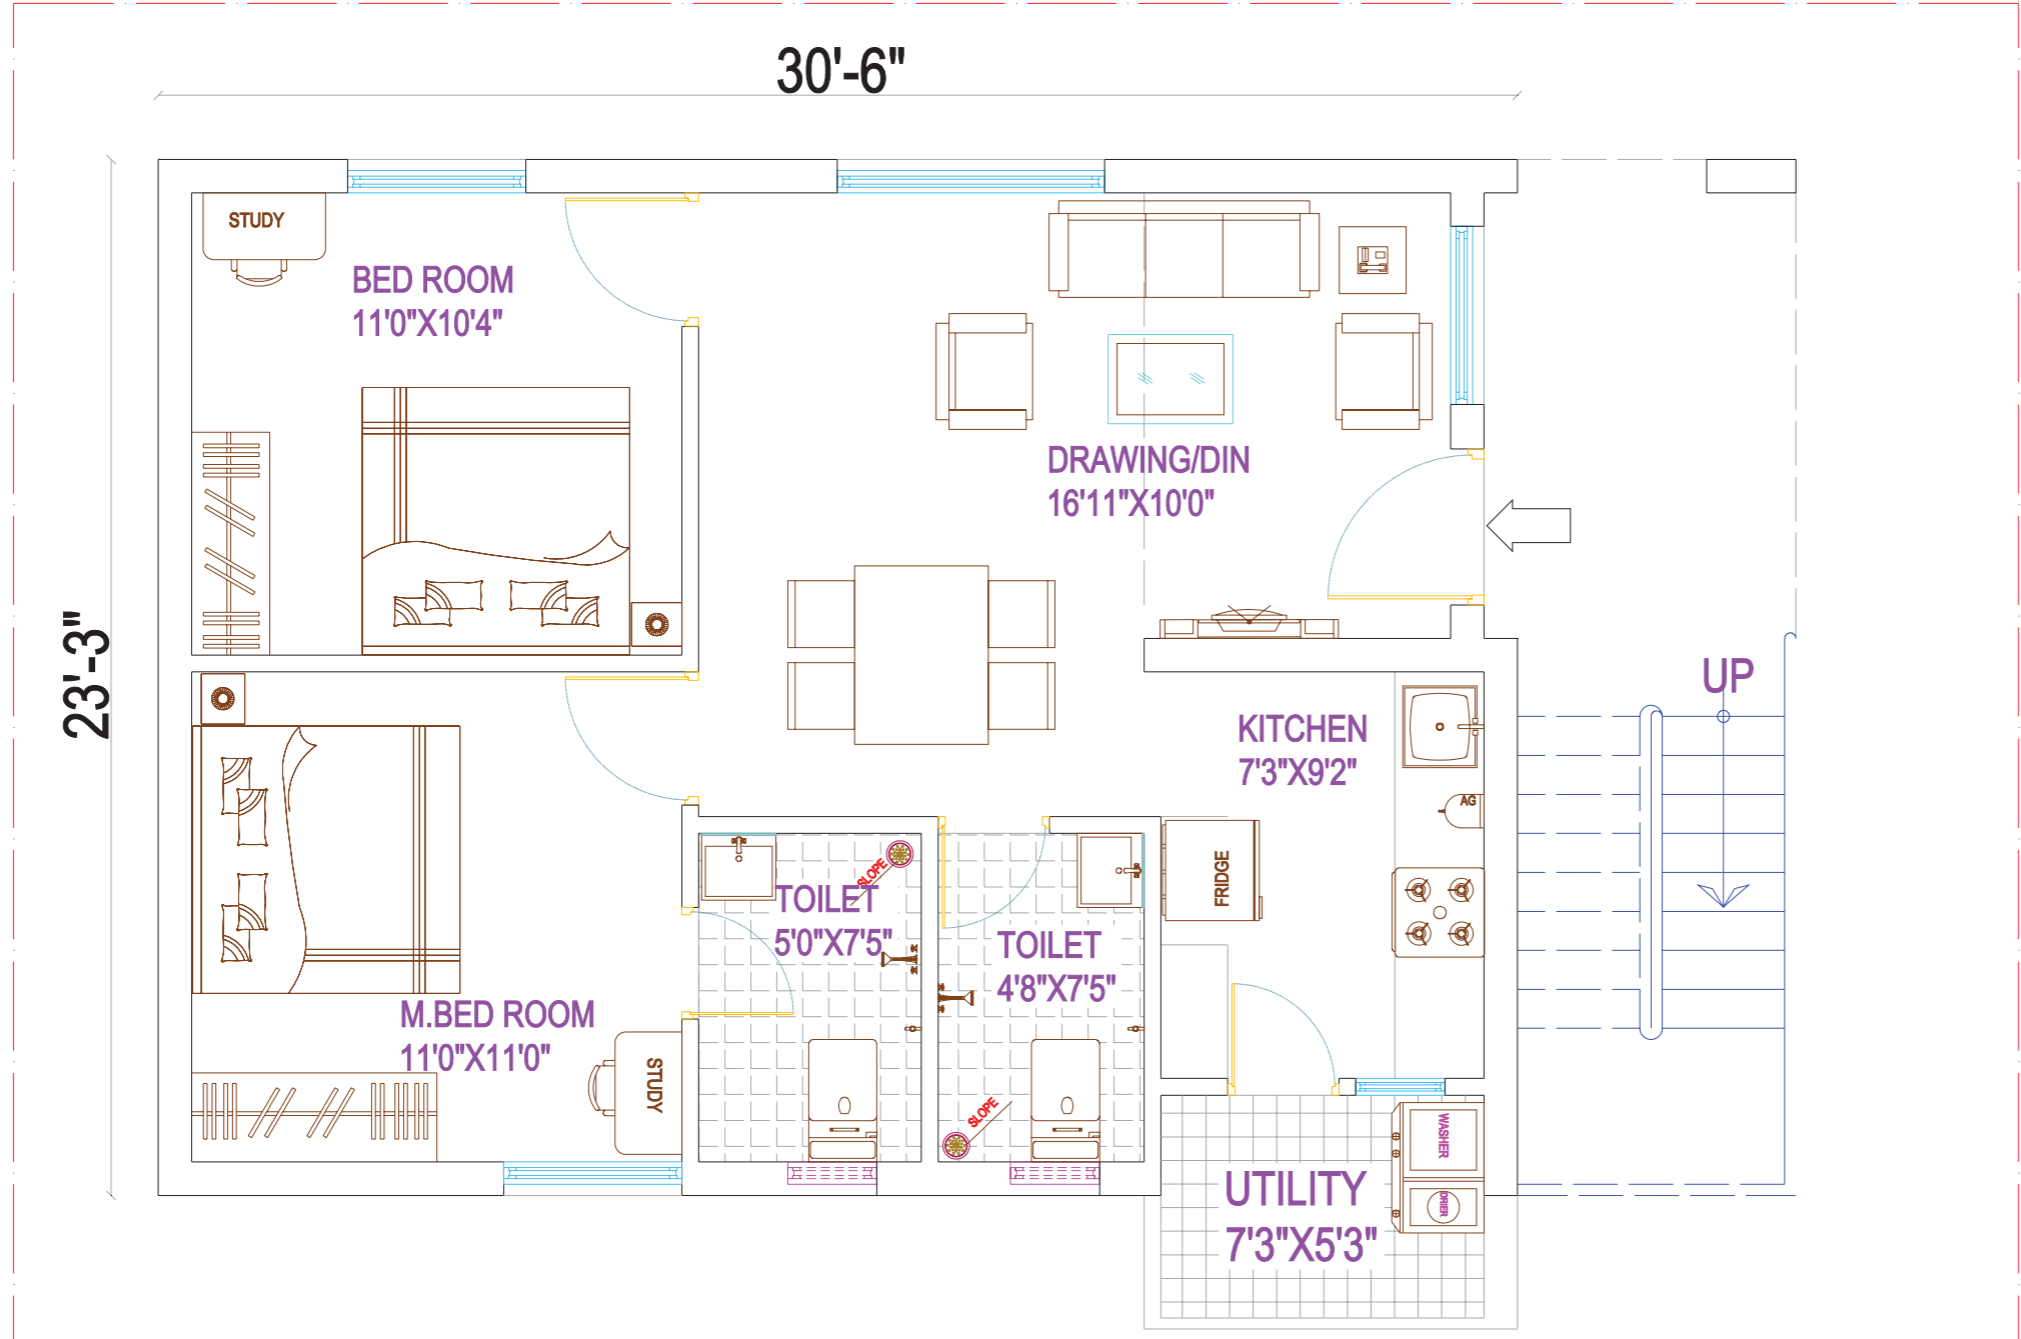 30'-6"
23'-3"
STUDY
BED ROOM
11'0"X10'4"
DRAWING/DIN
16'11"X10'0"
UP
KITCHEN
7'3"X9'2"
AG
FRIDGE
SLOPE
TOILET
5'0"X7'5"
TOILET
4'8"X7'5"
M.BED ROOM
11'0"X11'0"
STUDY
SLOPE
WASHER
DRIER
UTILITY
7'3"X5'3"